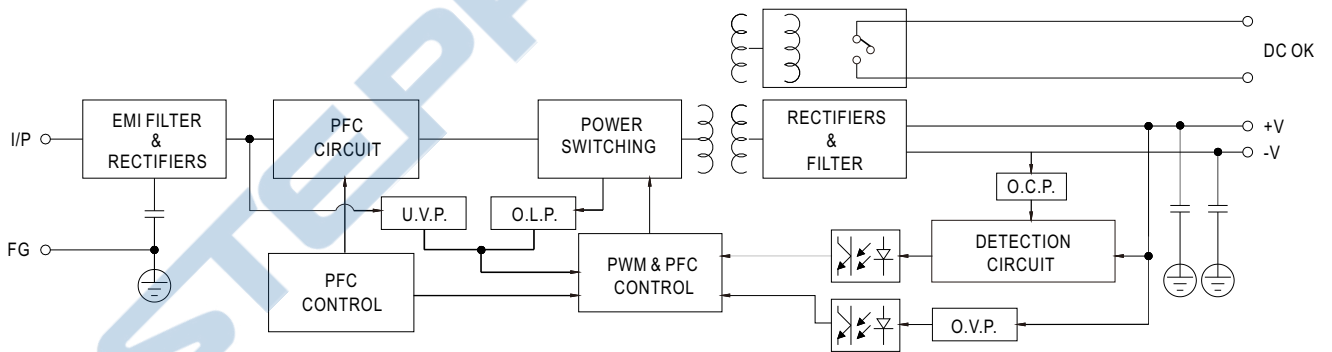 DC OK
I/P
EMI FILTER
&
RECTIFIERS
PFC
CIRCUIT
POWER
SWITCHING
RECTIFIERS
&
FILTER
+V
-V
O.C.P.
U.V.P.
O.L.P.
FG
PFC
CONTROL
PWM & PFC
CONTROL
DETECTION
CIRCUIT
O.V.P.
STEPP